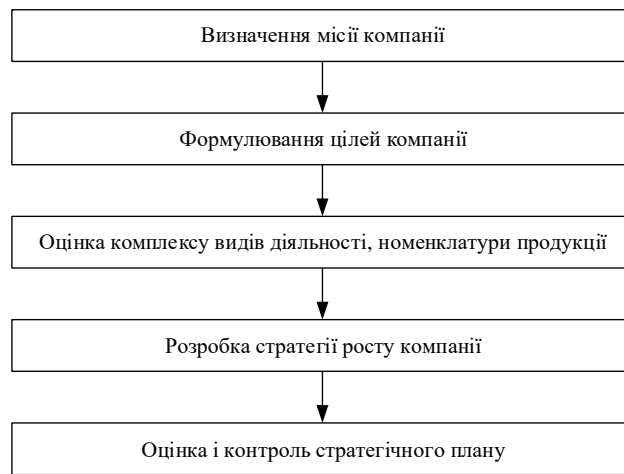 Визначення місії компанії
Формулювання цілей компанії
Оцінка комплексу видів діяльності, номенклатури продукції
Розробка стратегії росту компанії
Оцінка і контроль стратегічного плану